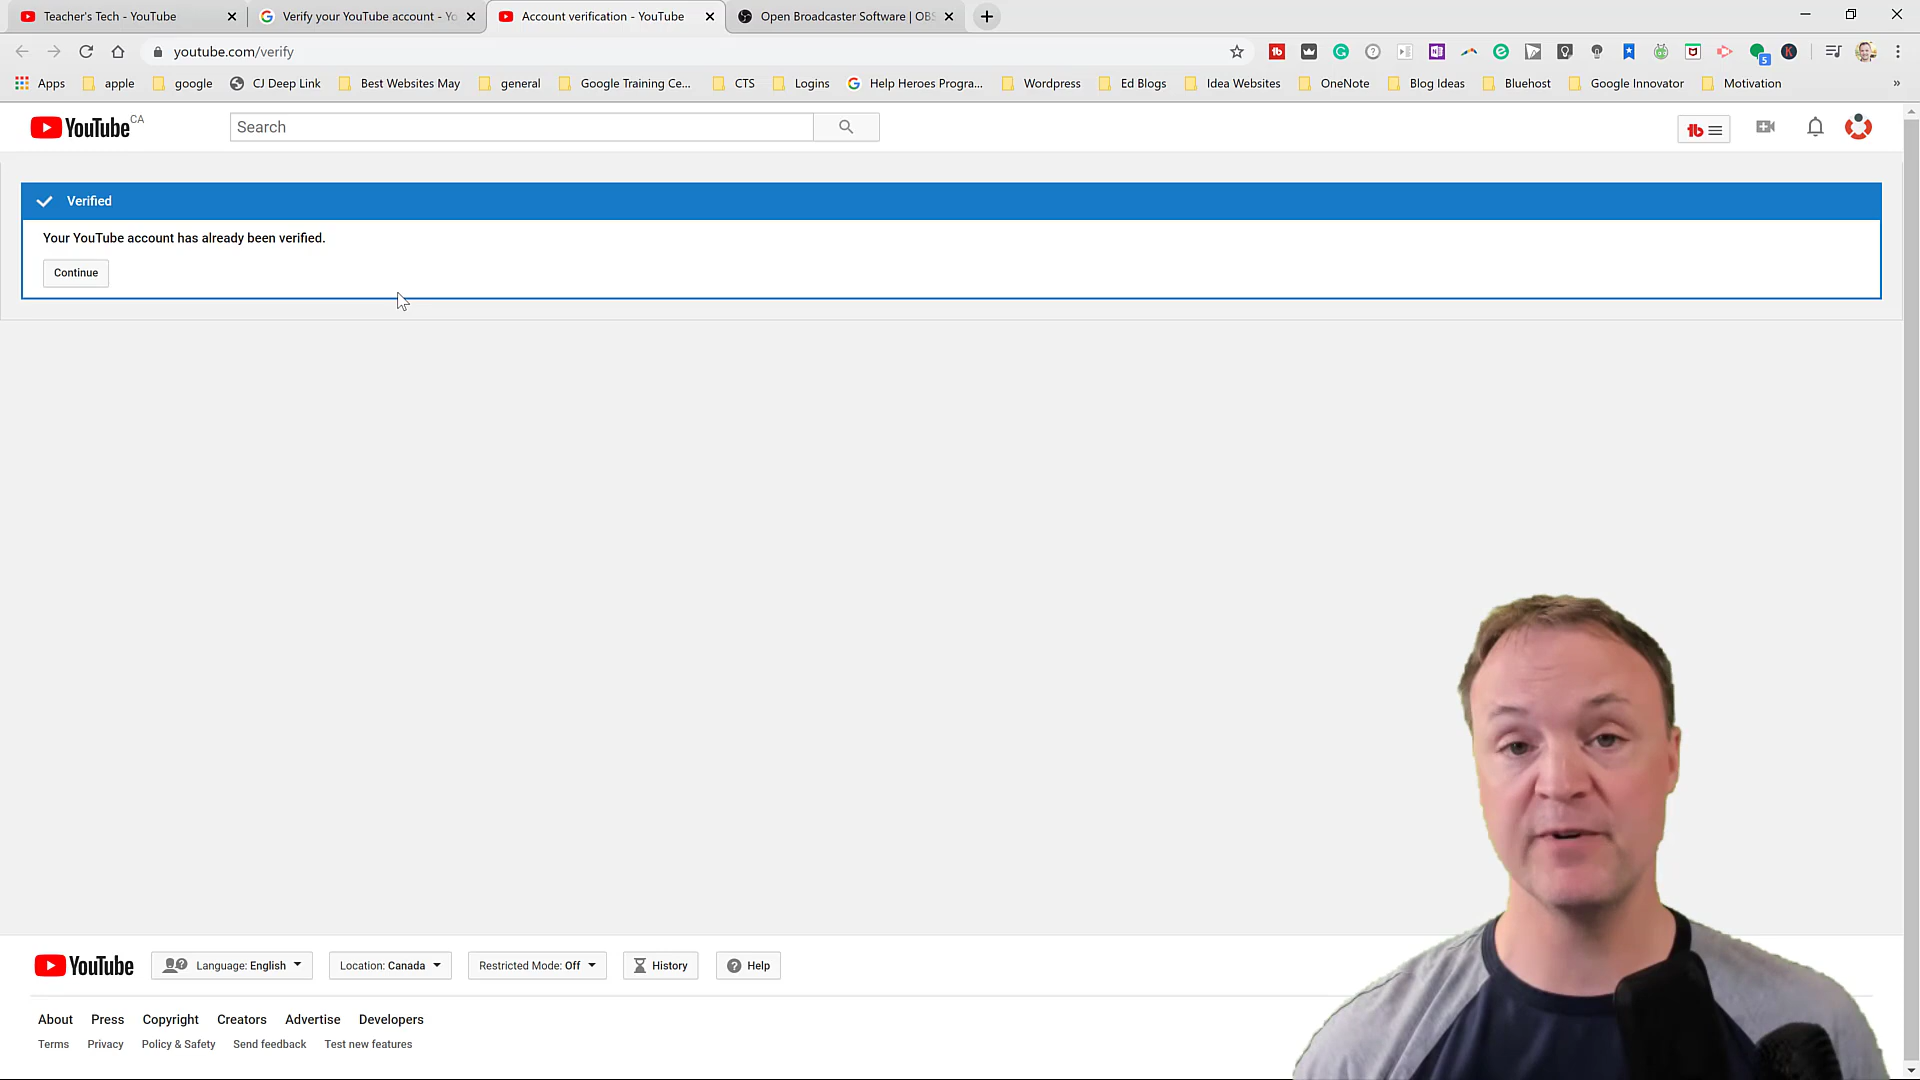 Teacher's Tech - YouTube
Verify your YouTube account - Yo
Account verification - YouTube
Open Broadcaster Software | OBS
youtube.com/verify
5
Apps
apple
google
CJ Deep Link
Best Websites May
general
Google Training Ce...
CTS
Logins
Help Heroes Progra...
Wordpress
Ed Blogs
Idea Websites
OneNote
Blog Ideas
Bluehost
Google Innovator
Motivation
»
YouTube CA
Search
tb
Verified
Your YouTube account has already been verified.
Continue
YouTube
Language: English
Location: Canada
Restricted Mode: Off
History
Help
About Press Copyright Creators Advertise Developers
Terms Privacy Policy & Safety Send feedback Test new features